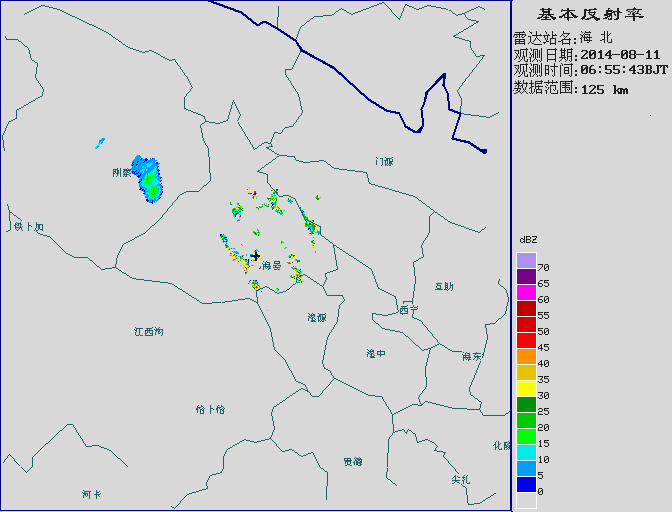 基本反射率
雷达站名:海 北
观测日期:2014-08-11
观测时间:06:55:43BJT
数据范围:125 km
门源
阴察
铁卜加
海晏
互助
西宁
湟源
江西沟
湟中
海东
恰卜恰
化隆
贵德
尖扎
河卡
dBZ
70
65
60
55
50
45
40
35
30
25
20
15
10
5
0